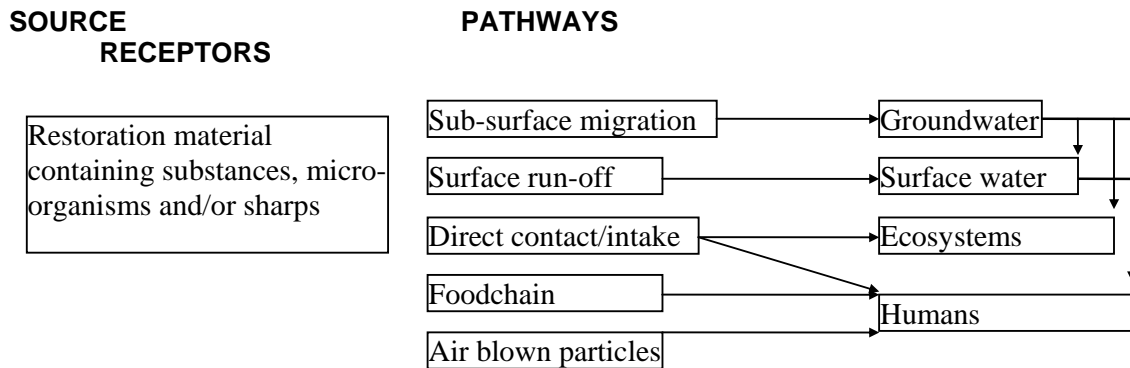 SOURCE PATHWAYS
RECEPTORS
Restoration material
containing substances, micro-
organisms and/or sharps
Sub-surface migration
Surface run-off
Direct contact/intake
Foodchain
Air blown particles
Groundwater
Surface water
Ecosystems
Humans